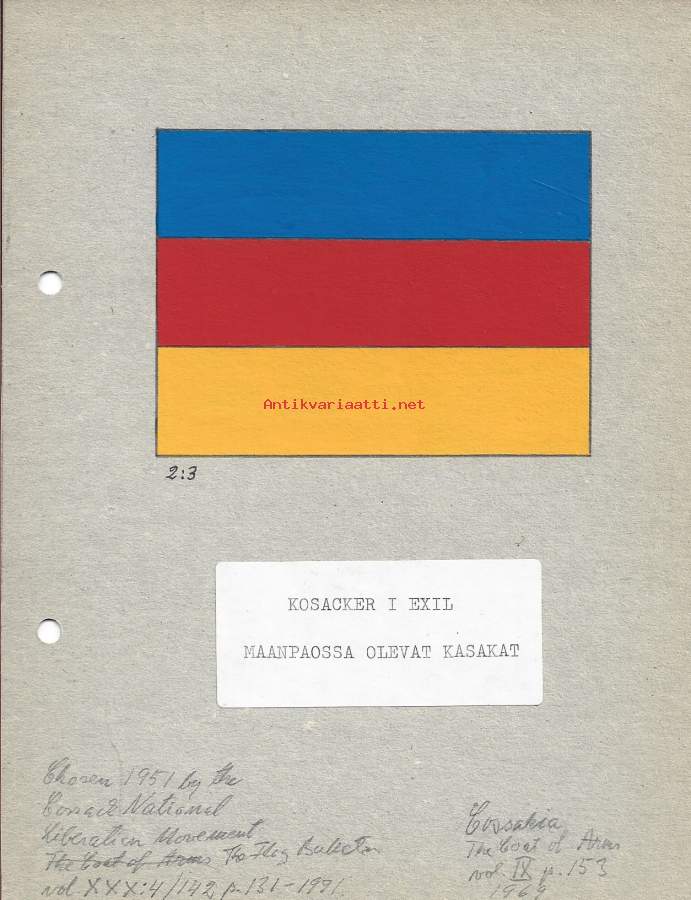 Antikvariaatti.net
2:3
KOSACKER I EXIL
MAANPAOSSA OLEVAT KASAKAT
Chosen 1951 by the
Cossack National
Liberation Movement
The Coat of Arms The Flag Bulletin
vol XXX:4/142 p. 131-1991.
Cossakia
The Coat of Arms
vol IX p. 153
1969